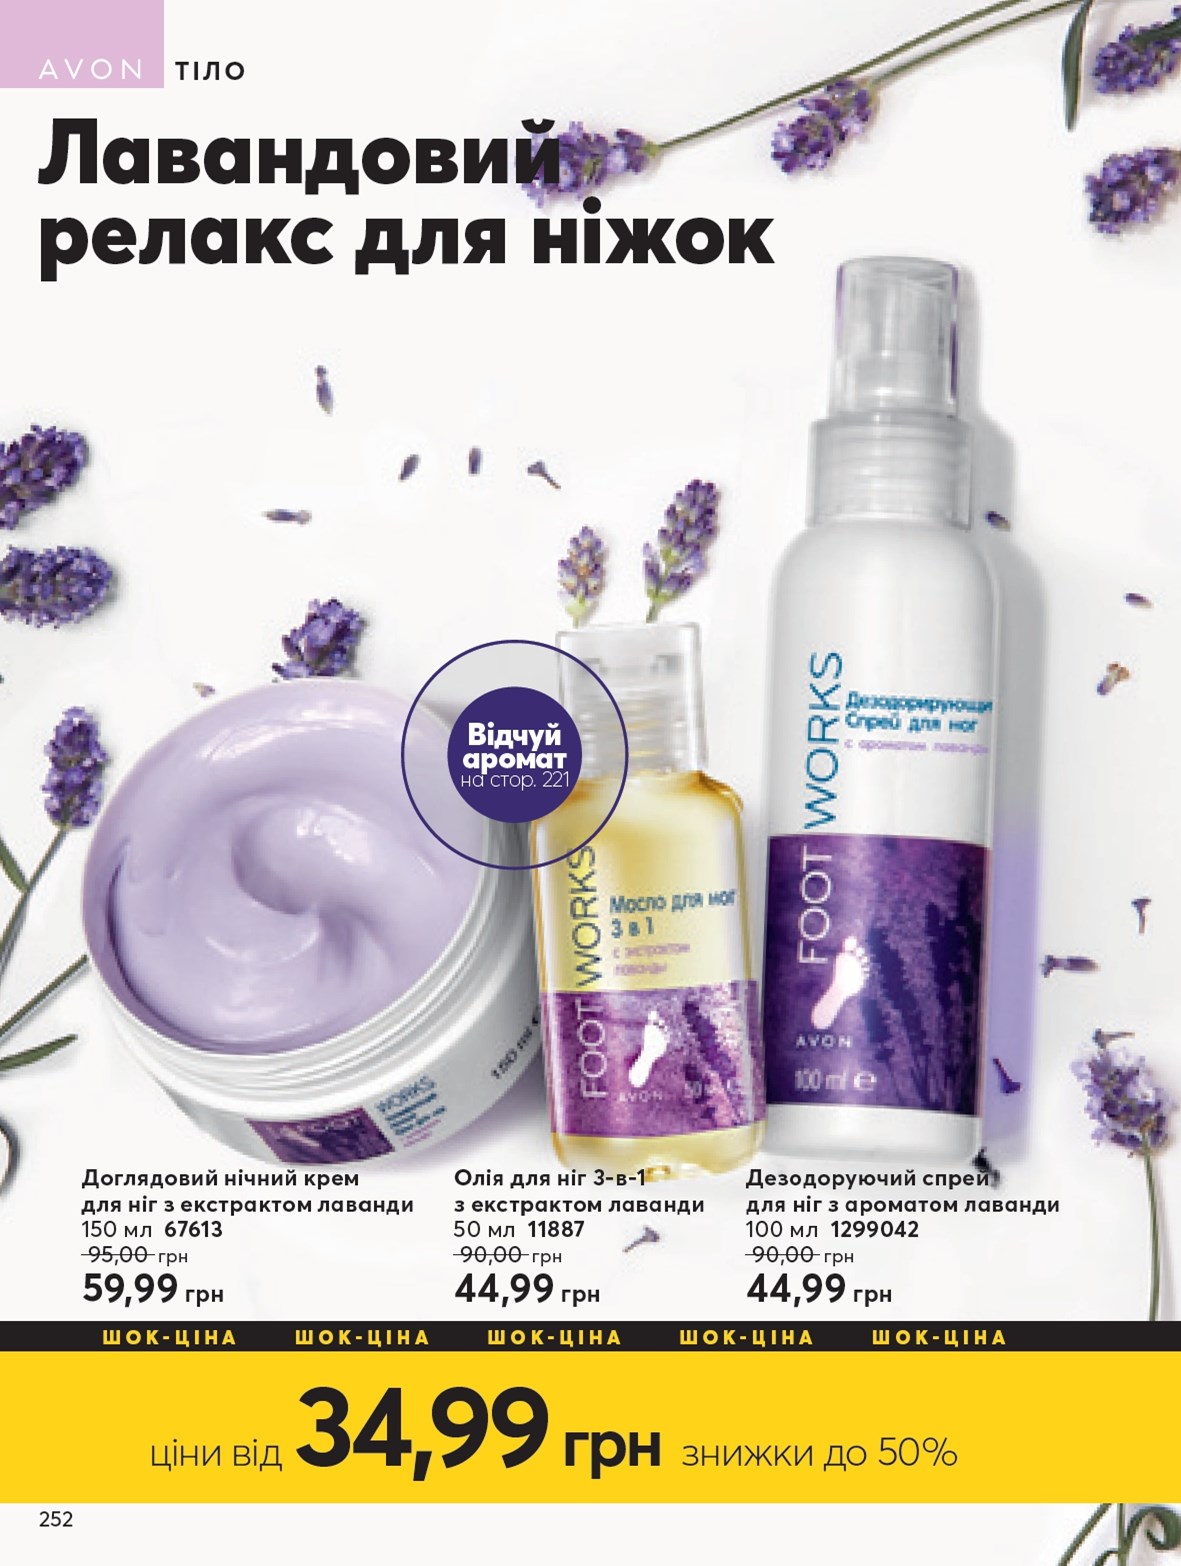 AVON ТІЛО
Лавандовий
релакс для ніжок
Відчуй
аромат
на стор. 221
FOOT WORKS
Дезодорирующи
Спрей для ног
с ароматом лаванды
AVON
100 ml e
FOOT WORKS
Масло для ног
3 в 1
с экстрактом
лаванды
AVON
50
150 ml
WORKS
Доглядовий нічний крем
для ніг з екстрактом лаванди
150 мл 67613
95,00 грн
59,99 грн
Олія для ніг 3-в-1
з екстрактом лаванди
50 мл 11887
90,00 грн
44,99 грн
Дезодоруючий спрей
для ніг з ароматом лаванди
100 мл 1299042
90,00 грн
44,99 грн
ШОК-ЦІНА ШОК-ЦІНА ШОК-ЦІНА ШОК-ЦІНА ШОК-ЦІНА
ціни від 34,99 грн знижки до 50%
252